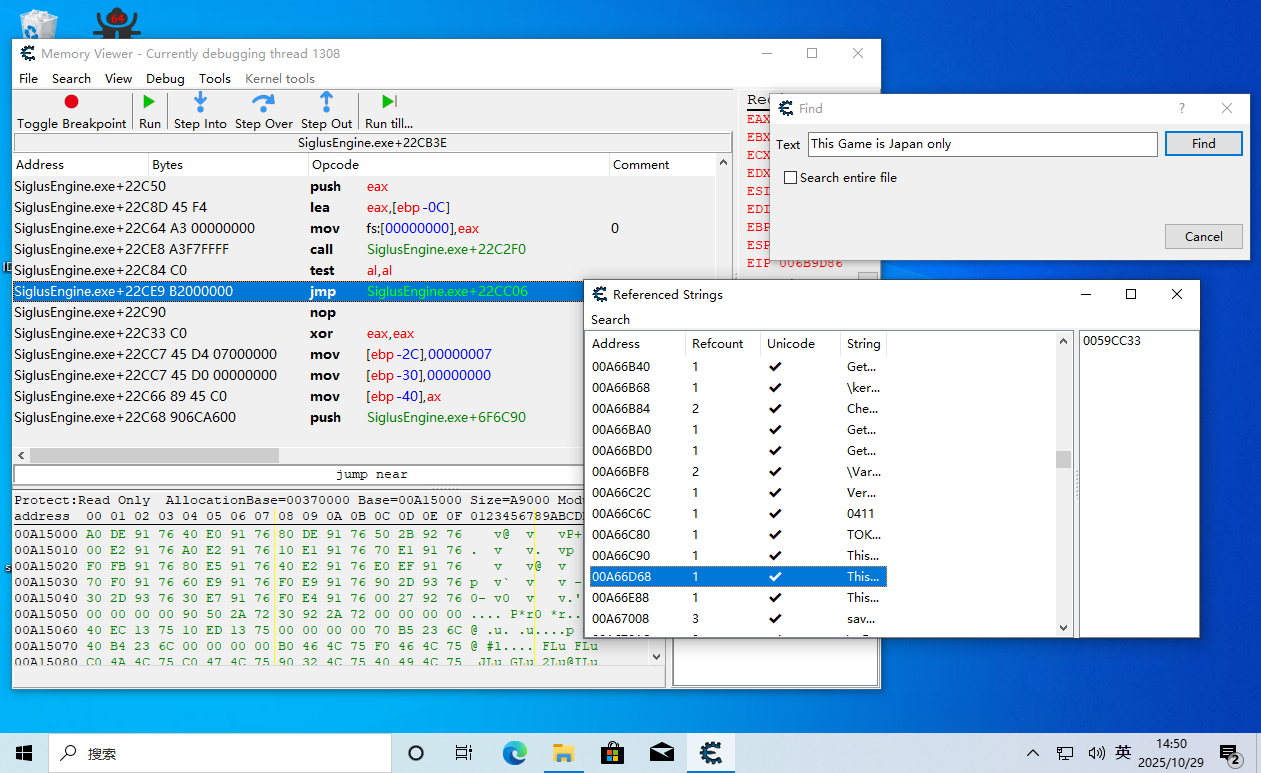 64
Memory Viewer - Currently debugging thread 1308
File Search View Debug Tools Kernel tools
Toggle Breakpoint Run Step Into Step Over Step Out Run till...
SiglusEngine.exe+22CB3E
Address Bytes Opcode Comment
SiglusEngine.exe+22C50 push eax
SiglusEngine.exe+22C8D 45 F4 lea eax,[ebp-0C]
SiglusEngine.exe+22C64 A3 00000000 mov fs:[00000000],eax 0
SiglusEngine.exe+22CE8 A3F7FFFF call SiglusEngine.exe+22C2F0
SiglusEngine.exe+22C84 C0 test al,al
SiglusEngine.exe+22CE9 B2000000 jmp SiglusEngine.exe+22CC06
SiglusEngine.exe+22C90 nop
SiglusEngine.exe+22C33 C0 xor eax,eax
SiglusEngine.exe+22CC7 45 D4 07000000 mov [ebp-2C],00000007
SiglusEngine.exe+22CC7 45 D0 00000000 mov [ebp-30],00000000
SiglusEngine.exe+22C66 89 45 C0 mov [ebp-40],ax
SiglusEngine.exe+22C68 906CA600 push SiglusEngine.exe+6F6C90
jump near
Protect:Read Only AllocationBase=00370000 Base=00A15000 Size=A9000
address 00 01 02 03 04 05 06 07 08 09 0A 0B 0C 0D 0E 0F 0123456789ABCD
00A15000 A0 DE 91 76 40 E0 91 76 80 DE 91 76 50 2B 92 76 v@ v vP+
00A15010 00 E2 91 76 A0 E2 91 76 10 E1 91 76 70 E1 91 76 . v v. vp
00A15020 F0 FB 91 76 80 E5 91 76 40 E2 91 76 E0 EF 91 76 v v@ v
00A15030 70 F0 91 76 60 E9 91 76 F0 E9 91 76 90 2D 93 76 p v` v v -
00A15040 30 2D 93 76 30 E7 91 76 F0 E4 91 76 00 27 92 76 0- v0 v v.'
00A15050 00 00 00 00 90 50 2A 72 30 92 2A 72 00 00 00 00 .... P*r0 *r....
00A15060 40 EC 13 75 10 ED 13 75 00 00 00 00 70 B5 23 6C @ .u. .u....p
00A15070 40 B4 23 6C 00 00 00 00 B0 46 4C 75 F0 46 4C 75 @ #l.... FLu FLu
00A15080 C0 4A 4C 75 C0 47 4C 75 90 32 4C 75 40 49 4C 75 JLu GLu 2Lu@ILu
EAX
EBX
ECX
EDX
ESI
EDI
EBP
ESP
EIP 006B9D86
Find
?
Text This Game is Japan only Find
Search entire file
Cancel
Referenced Strings
Search
Address Refcount Unicode String
00A66B40 1 Get...
00A66B68 1 \ker...
00A66B84 2 Che...
00A66BA0 1 Get...
00A66BD0 1 Get...
00A66BF8 2 \Var...
00A66C2C 1 Ver...
00A66C6C 1 0411
00A66C80 1 TOK...
00A66C90 1 This...
00A66D68 1 This...
00A66E88 1 This...
00A67008 3 sav...
0059CC33
搜索
英
14:50
2025/10/29
2